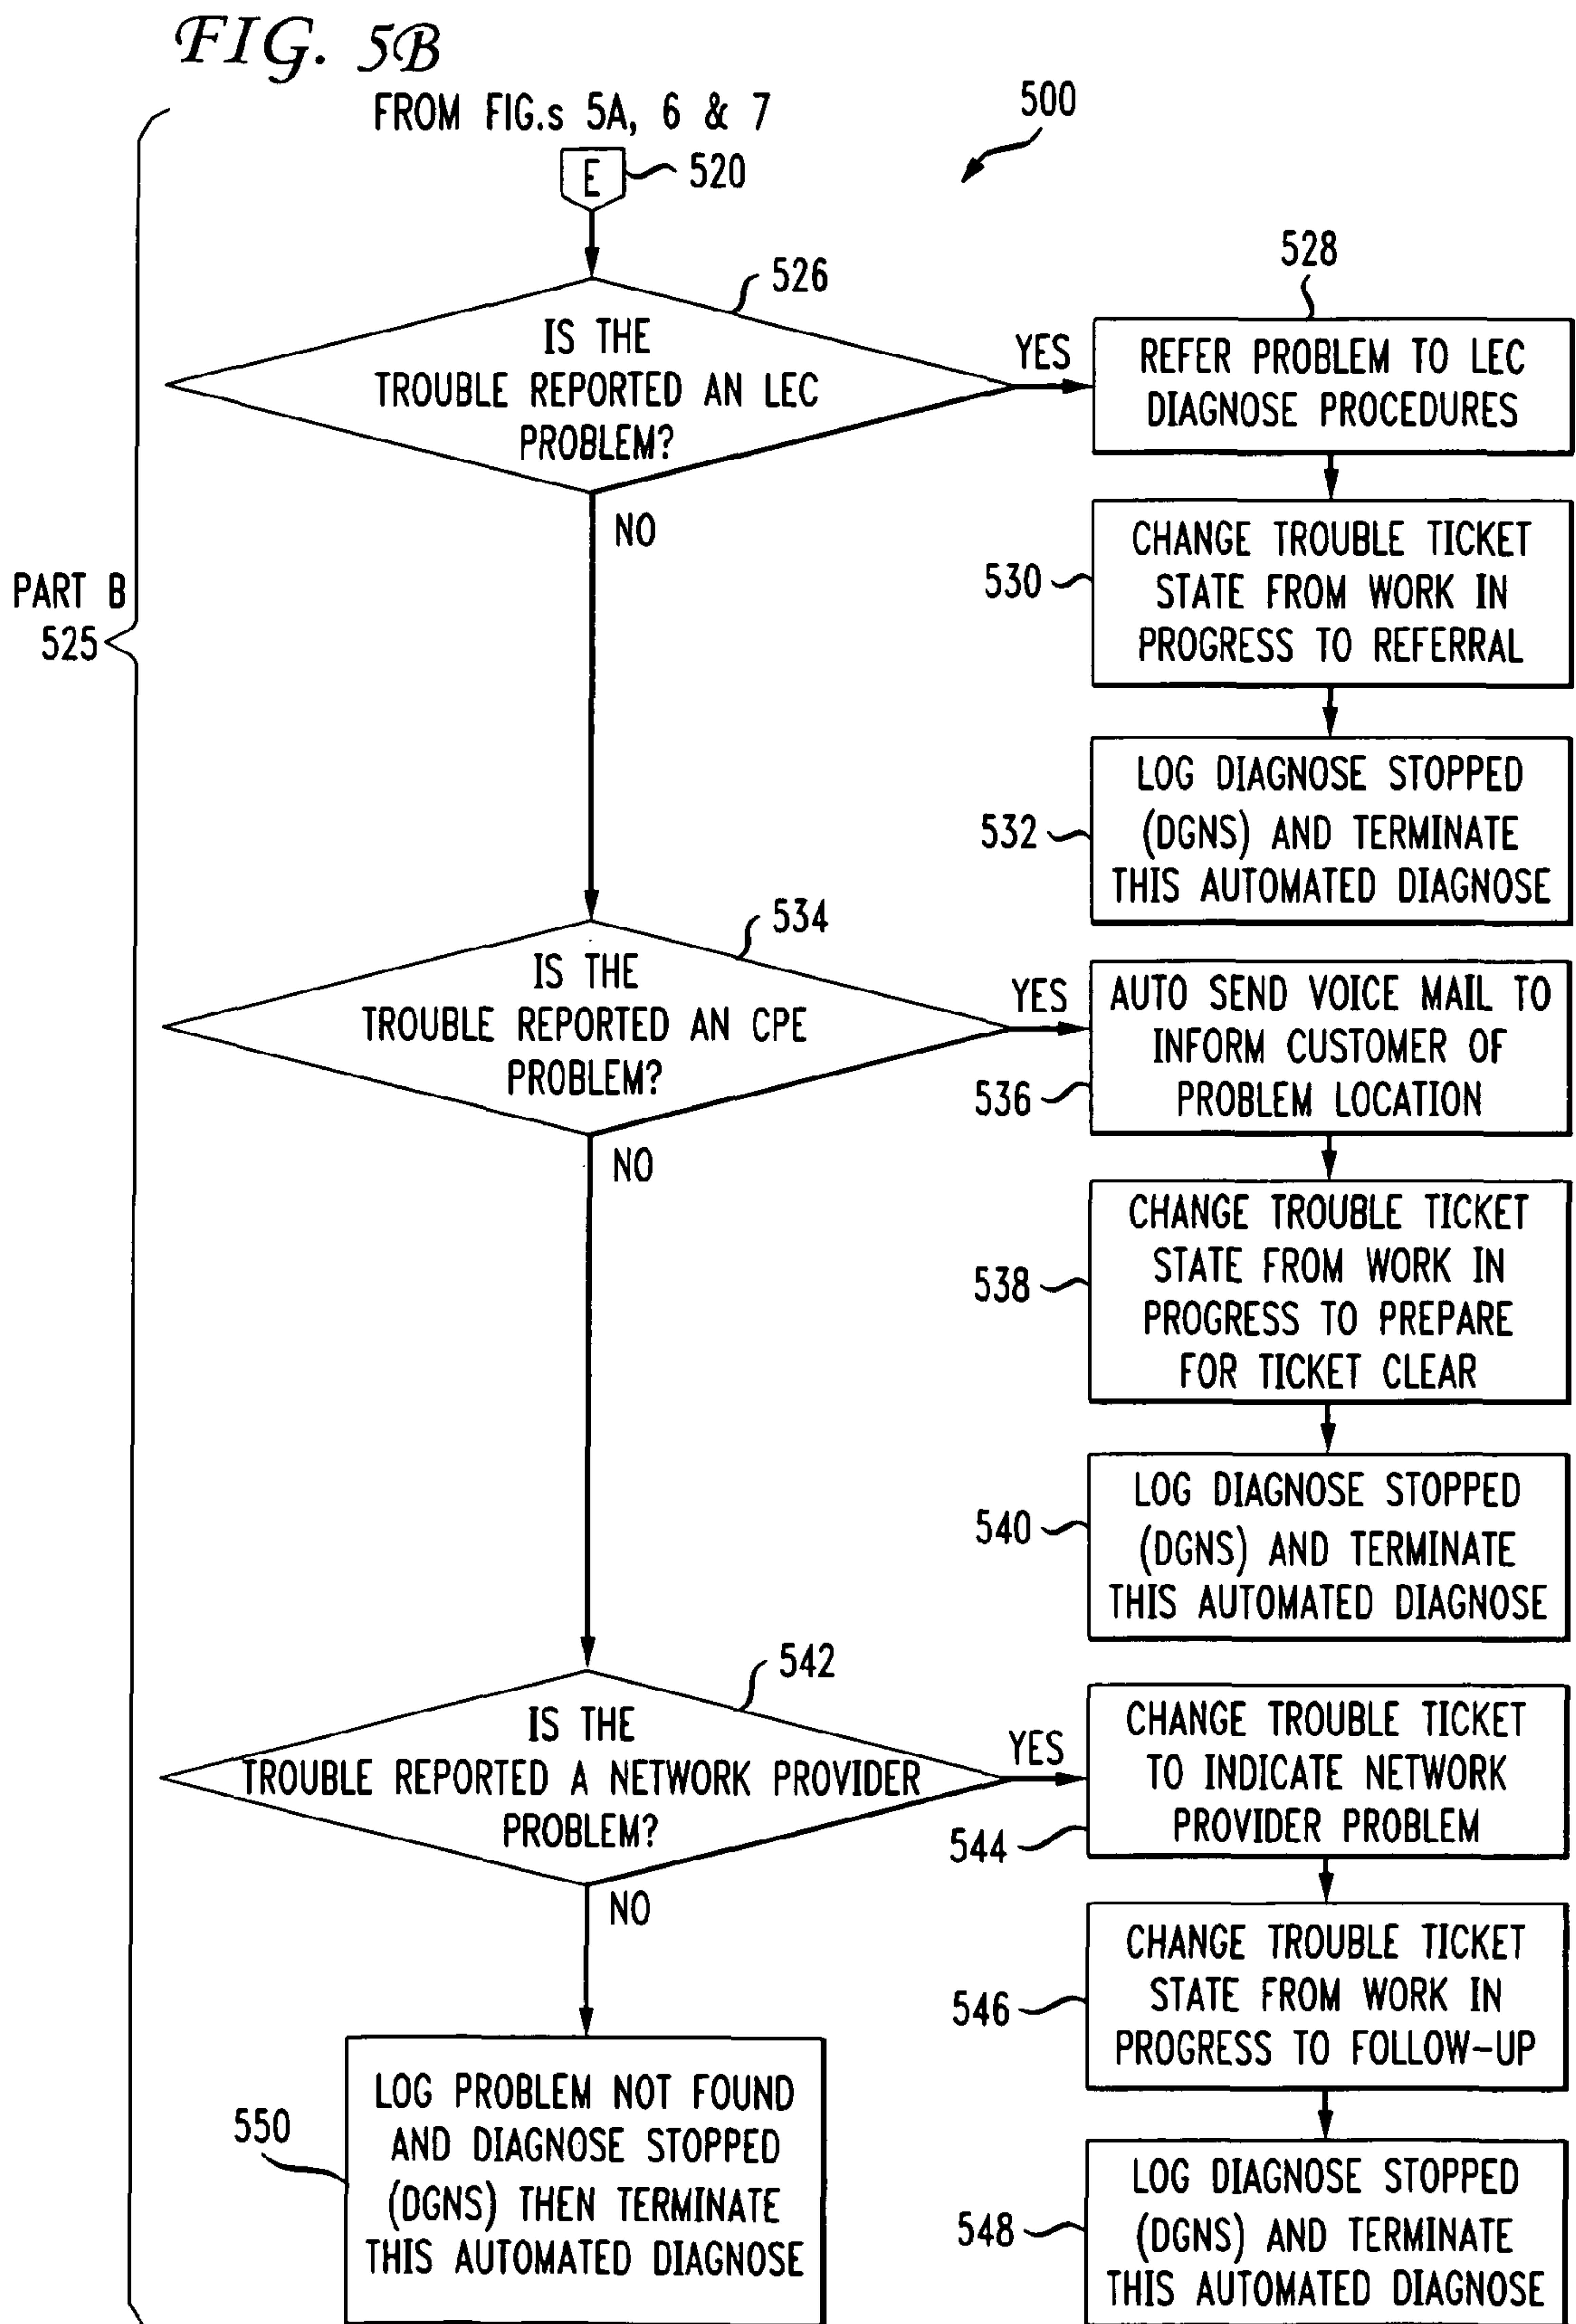 FIG. 5B
FROM FIG.s 5A, 6 & 7
500
E
520
526
IS THE
TROUBLE REPORTED AN LEC
PROBLEM?
YES
NO
528
REFER PROBLEM TO LEC
DIAGNOSE PROCEDURES
530
CHANGE TROUBLE TICKET
STATE FROM WORK IN
PROGRESS TO REFERRAL
PART B
525
532
LOG DIAGNOSE STOPPED
(DGNS) AND TERMINATE
THIS AUTOMATED DIAGNOSE
534
IS THE
TROUBLE REPORTED AN CPE
PROBLEM?
YES
NO
536
AUTO SEND VOICE MAIL TO
INFORM CUSTOMER OF
PROBLEM LOCATION
538
CHANGE TROUBLE TICKET
STATE FROM WORK IN
PROGRESS TO PREPARE
FOR TICKET CLEAR
540
LOG DIAGNOSE STOPPED
(DGNS) AND TERMINATE
THIS AUTOMATED DIAGNOSE
542
IS THE
TROUBLE REPORTED A NETWORK PROVIDER
PROBLEM?
YES
NO
544
CHANGE TROUBLE TICKET
TO INDICATE NETWORK
PROVIDER PROBLEM
546
CHANGE TROUBLE TICKET
STATE FROM WORK IN
PROGRESS TO FOLLOW-UP
548
LOG DIAGNOSE STOPPED
(DGNS) AND TERMINATE
THIS AUTOMATED DIAGNOSE
550
LOG PROBLEM NOT FOUND
AND DIAGNOSE STOPPED
(DGNS) THEN TERMINATE
THIS AUTOMATED DIAGNOSE